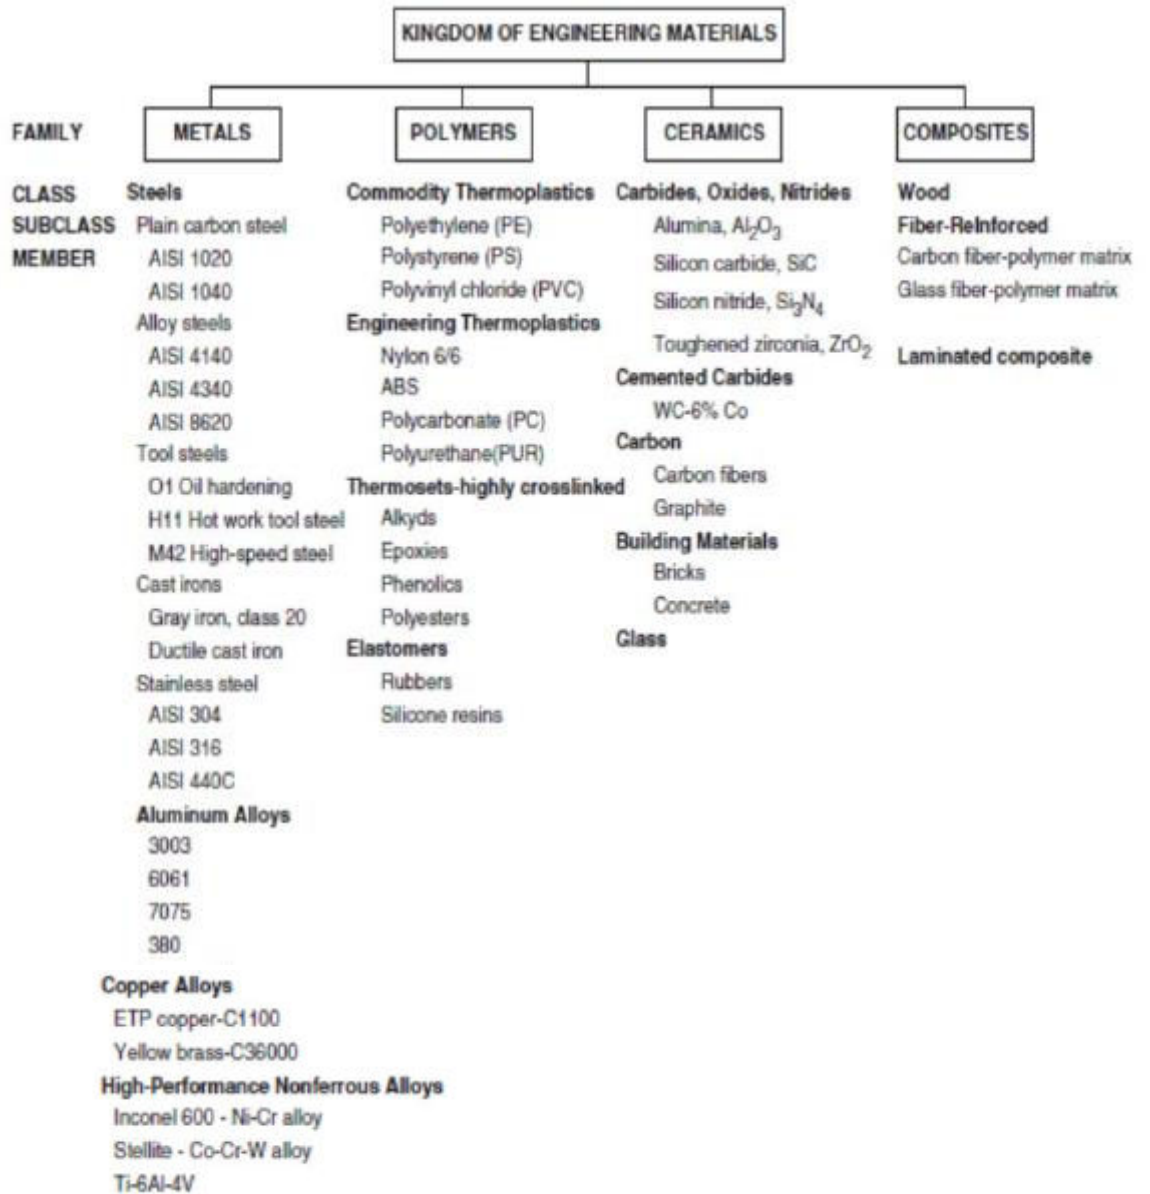 KINGDOM OF ENGINEERING MATERIALS
FAMILY METALS POLYMERS CERAMICS COMPOSITES
CLASS Steels Commodity Thermoplastics Carbides, Oxides, Nitrides Wood
SUBCLASS Plain carbon steel Polyethylene (PE) Alumina, Al₂O₃ Fiber-Reinforced
MEMBER AISI 1020 Polystyrene (PS) Silicon carbide, SiC Carbon fiber-polymer matrix
AISI 1040 Polyvinyl chloride (PVC) Silicon nitride, Si₃N₄ Glass fiber-polymer matrix
Alloy steels Engineering Thermoplastics Toughened zirconia, ZrO₂
AISI 4140 Nylon 6/6 Laminated composite
AISI 4340 ABS Cemented Carbides
AISI 8620 Polycarbonate (PC) WC-6% Co
Tool steels Polyurethane(PUR) Carbon
O1 Oil hardening Thermosets-highly crosslinked Carbon fibers
H11 Hot work tool steel Alkyds Graphite
M42 High-speed steel Epoxies Building Materials
Cast irons Phenolics Bricks
Gray iron, class 20 Polyesters Concrete
Ductile cast iron Elastomers Glass
Stainless steel Rubbers
AISI 304 Silicone resins
AISI 316
AISI 440C
Aluminum Alloys
3003
6061
7075
380
Copper Alloys
ETP copper-C1100
Yellow brass-C36000
High-Performance Nonferrous Alloys
Inconel 600 - Ni-Cr alloy
Stellite - Co-Cr-W alloy
Ti-6Al-4V